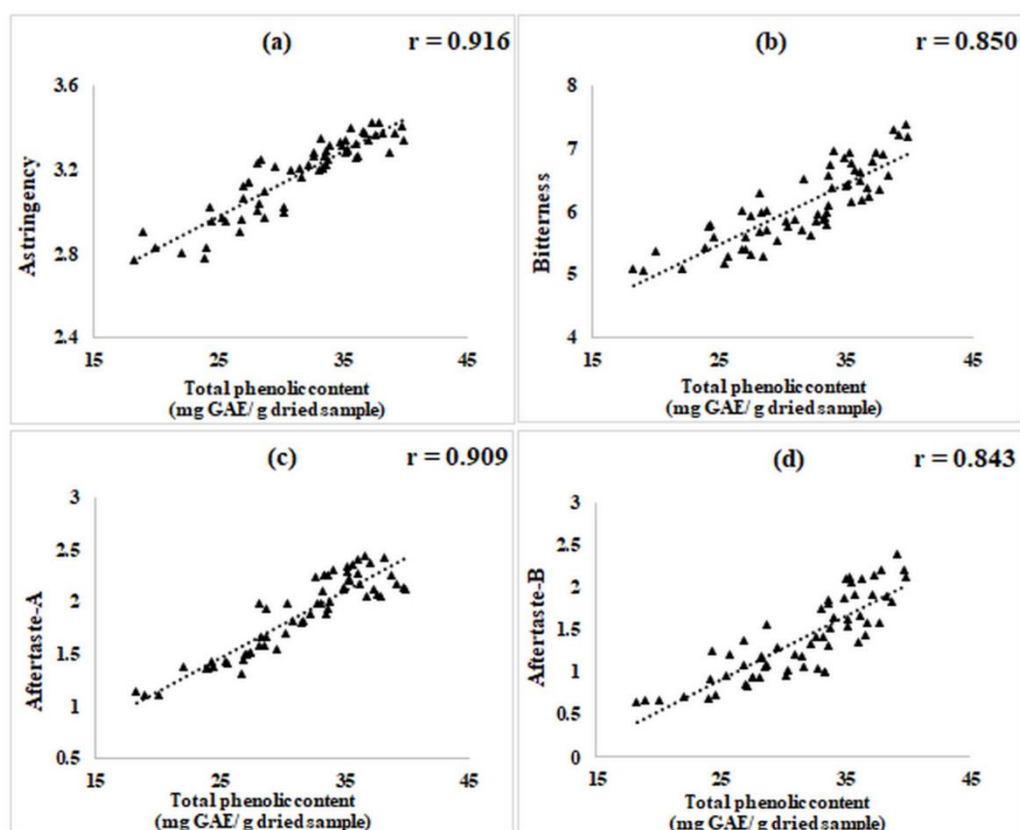 (a) r = 0.916
3.6
3.2
2.8
2.4
Astringency
15 25 35 45
Total phenolic content
(mg GAE/ g dried sample)
(b) r = 0.850
8
7
6
5
4
Bitterness
15 25 35 45
Total phenolic content
(mg GAE/ g dried sample)
(c) r = 0.909
3
2.5
2
1.5
1
0.5
Aftertaste-A
15 25 35 45
Total phenolic content
(mg GAE/ g dried sample)
(d) r = 0.843
3
2.5
2
1.5
1
0.5
0
Aftertaste-B
15 25 35 45
Total phenolic content
(mg GAE/ g dried sample)